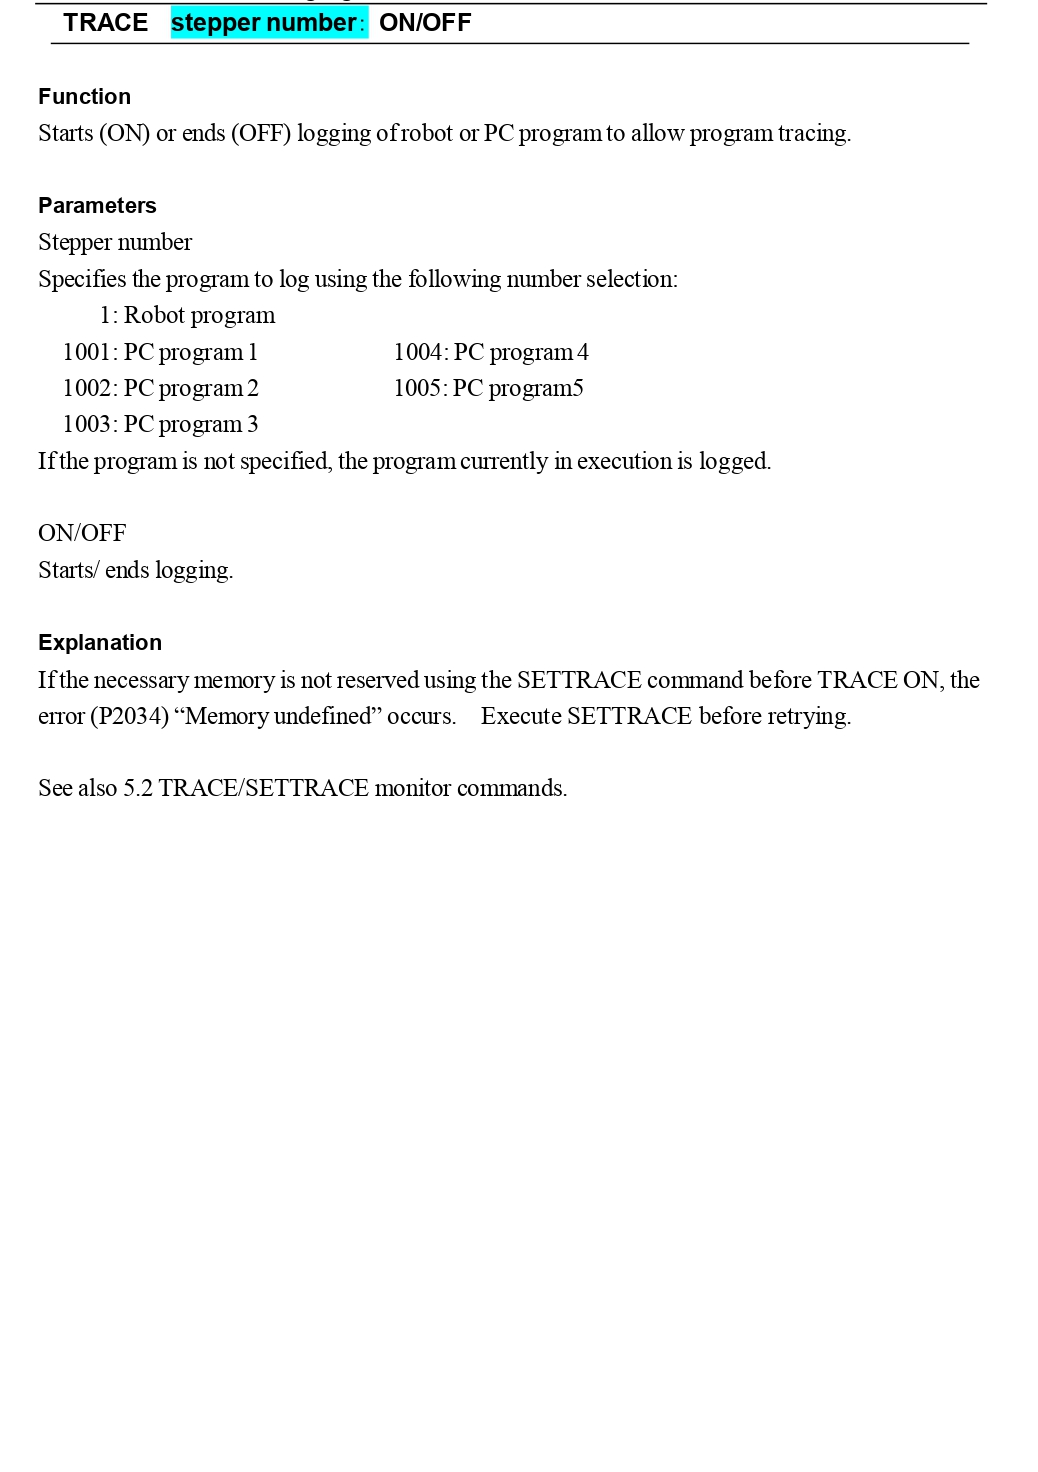 TRACE stepper number: ON/OFF
Function
Starts (ON) or ends (OFF) logging of robot or PC program to allow program tracing.
Parameters
Stepper number
Specifies the program to log using the following number selection:
1: Robot program
1001: PC program 1 1004: PC program 4
1002: PC program 2 1005: PC program5
1003: PC program 3
If the program is not specified, the program currently in execution is logged.
ON/OFF
Starts/ ends logging.
Explanation
If the necessary memory is not reserved using the SETTRACE command before TRACE ON, the
error (P2034) “Memory undefined” occurs. Execute SETTRACE before retrying.
See also 5.2 TRACE/SETTRACE monitor commands.